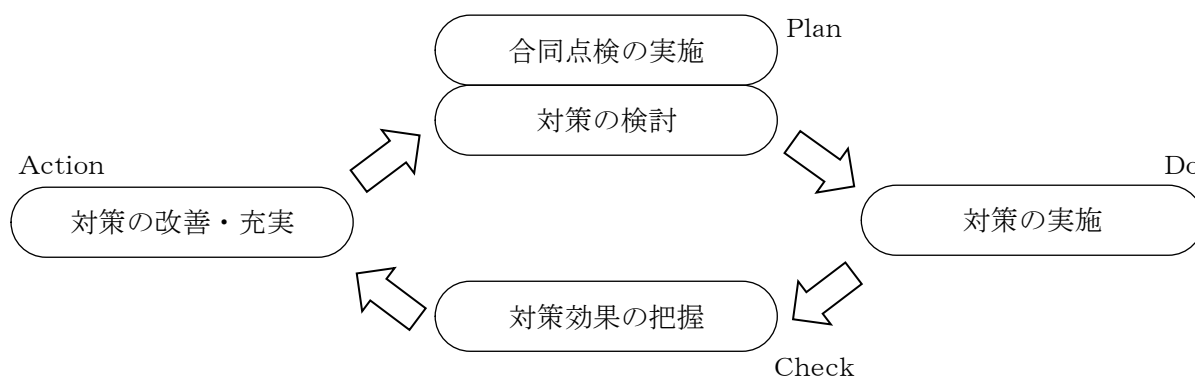 Plan
合同点検の実施
対策の検討
Action
対策の改善・充実
Do
対策の実施
対策効果の把握
Check